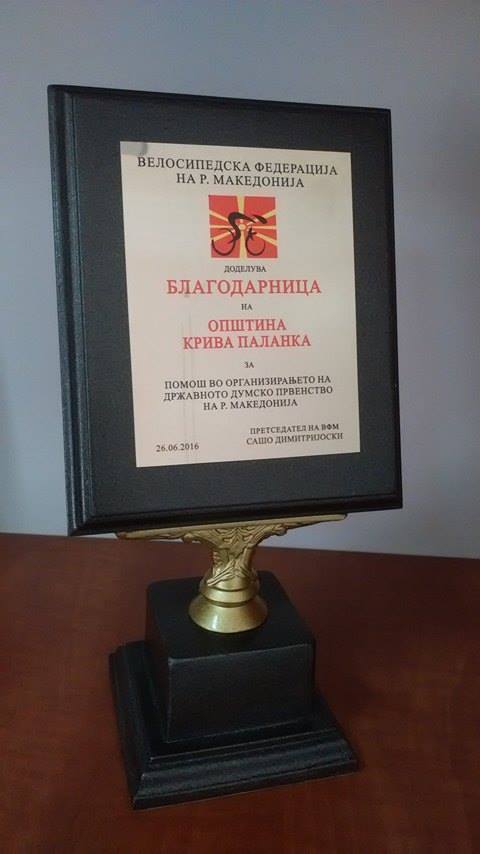 ВЕЛОСИПЕДСКА ФЕДЕРАЦИЈА
НА Р. МАКЕДОНИЈА
ДОДЕЛУВА
БЛАГОДАРНИЦА
НА
ОПШТИНА
КРИВА ПАЛАНКА
ЗА
ПОМОШ ВО ОРГАНИЗИРАЊЕТО НА
ДРЖАВНОТО ДУМСКО ПРВЕНСТВО
НА Р. МАКЕДОНИЈА
ПРЕТСЕДАТЕЛ НА ВФМ
26.06.2016 САШО ДИМИТРИЈОСКИ